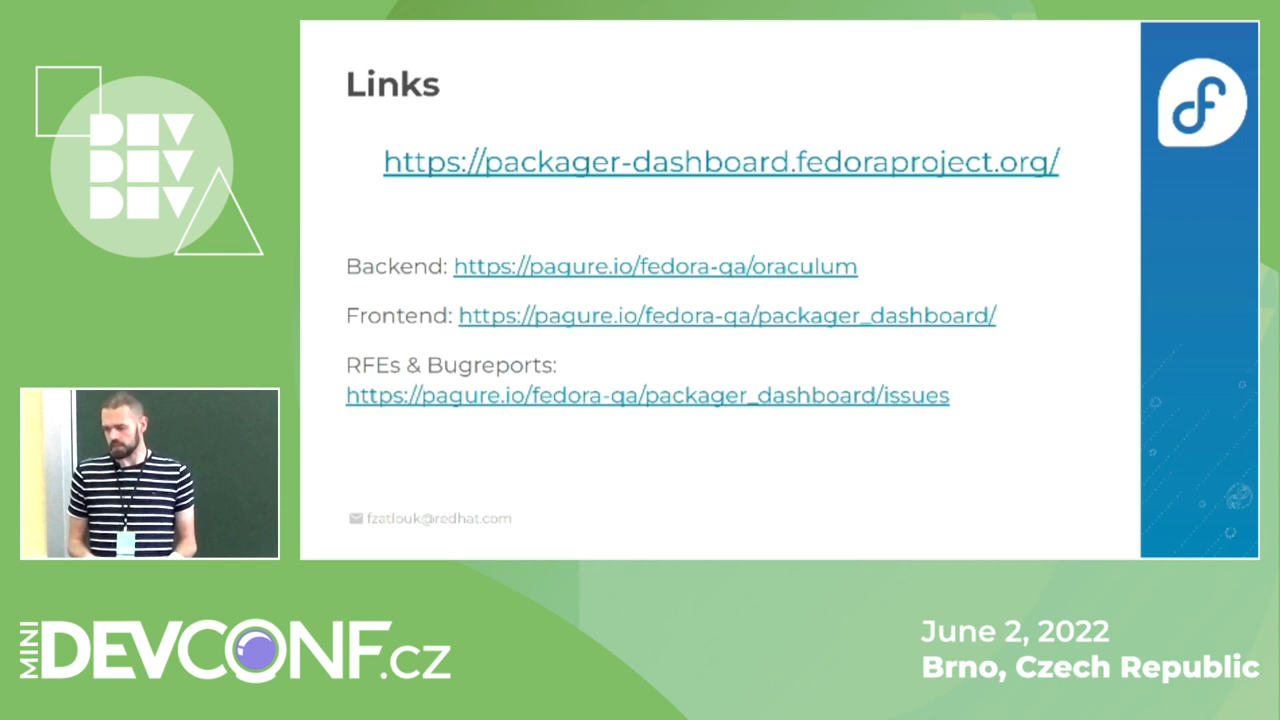 DEV
DEV
DEV
Links
https://packager-dashboard.fedoraproject.org/
Backend: https://pagure.io/fedora-qa/oraculum
Frontend: https://pagure.io/fedora-qa/packager_dashboard/
RFEs & Bugreports:
https://pagure.io/fedora-qa/packager_dashboard/issues
fzatlouk@redhat.com
MINI
DEVCONF.CZ
June 2, 2022
Brno, Czech Republic